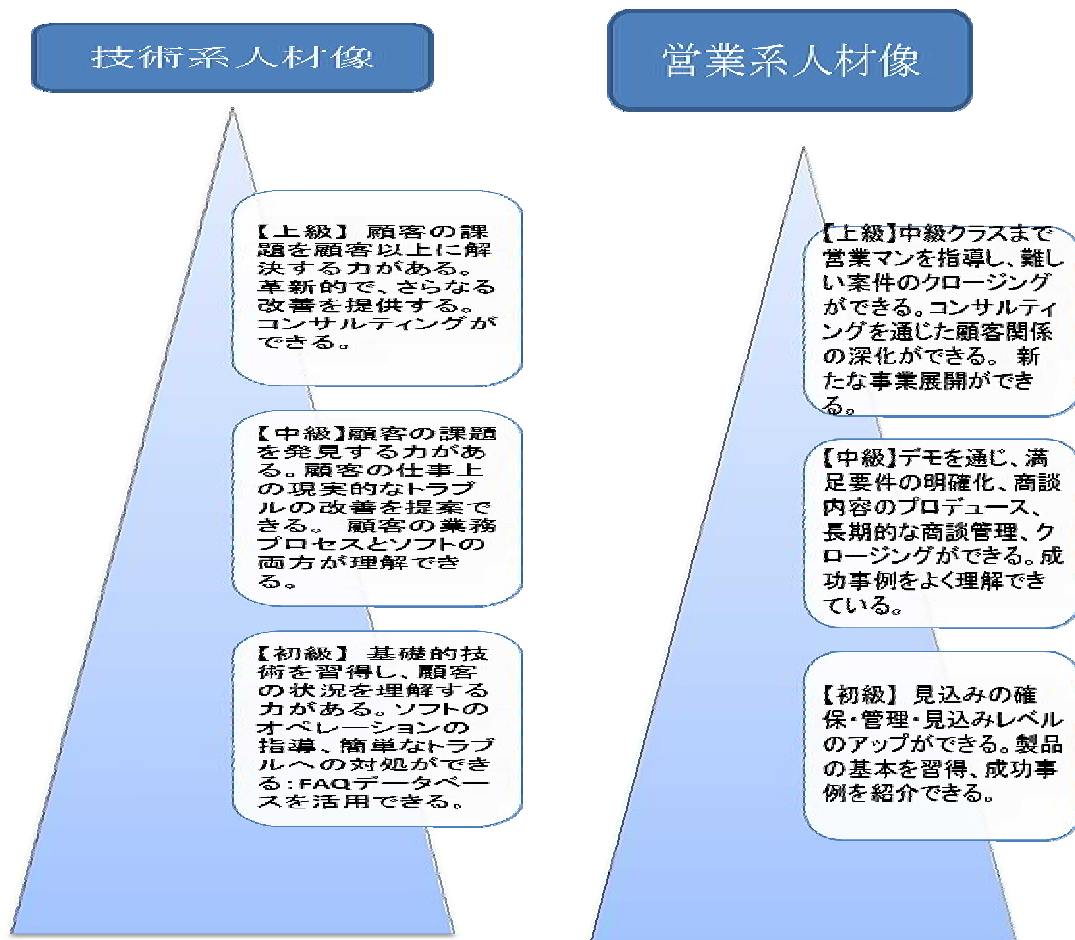 技術系人材像
【上級】 顧客の課
題を顧客以上に解
決する力がある。
革新的で、さらなる
改善を提供する。
コンサルティングが
できる。
【中級】顧客の課題
を発見する力があ
る。顧客の仕事上
の現実的なトラブ
ルの改善を提案で
きる。 顧客の業務
プロセスとソフトの
両方が理解でき
る。
【初級】 基礎的技
術を習得し、顧客
の状況を理解する
力がある。ソフトの
オペレーションの
指導、簡単なトラブ
ルへの対処ができ
る:FAQデータベー
スを活用できる。
営業系人材像
【上級】中級クラスまで
営業マンを指導し、難し
い案件のクロージング
ができる。コンサルティ
ングを通じた顧客関係
の深化ができる。 新
たな事業展開ができ
る。
【中級】デモを通じ、満
足要件の明確化、商談
内容のプロデュース、
長期的な商談管理、ク
ロージングができる。成
功事例をよく理解でき
ている。
【初級】 見込みの確
保・管理・見込みレベル
のアップができる。製品
の基本を習得、成功事
例を紹介できる。